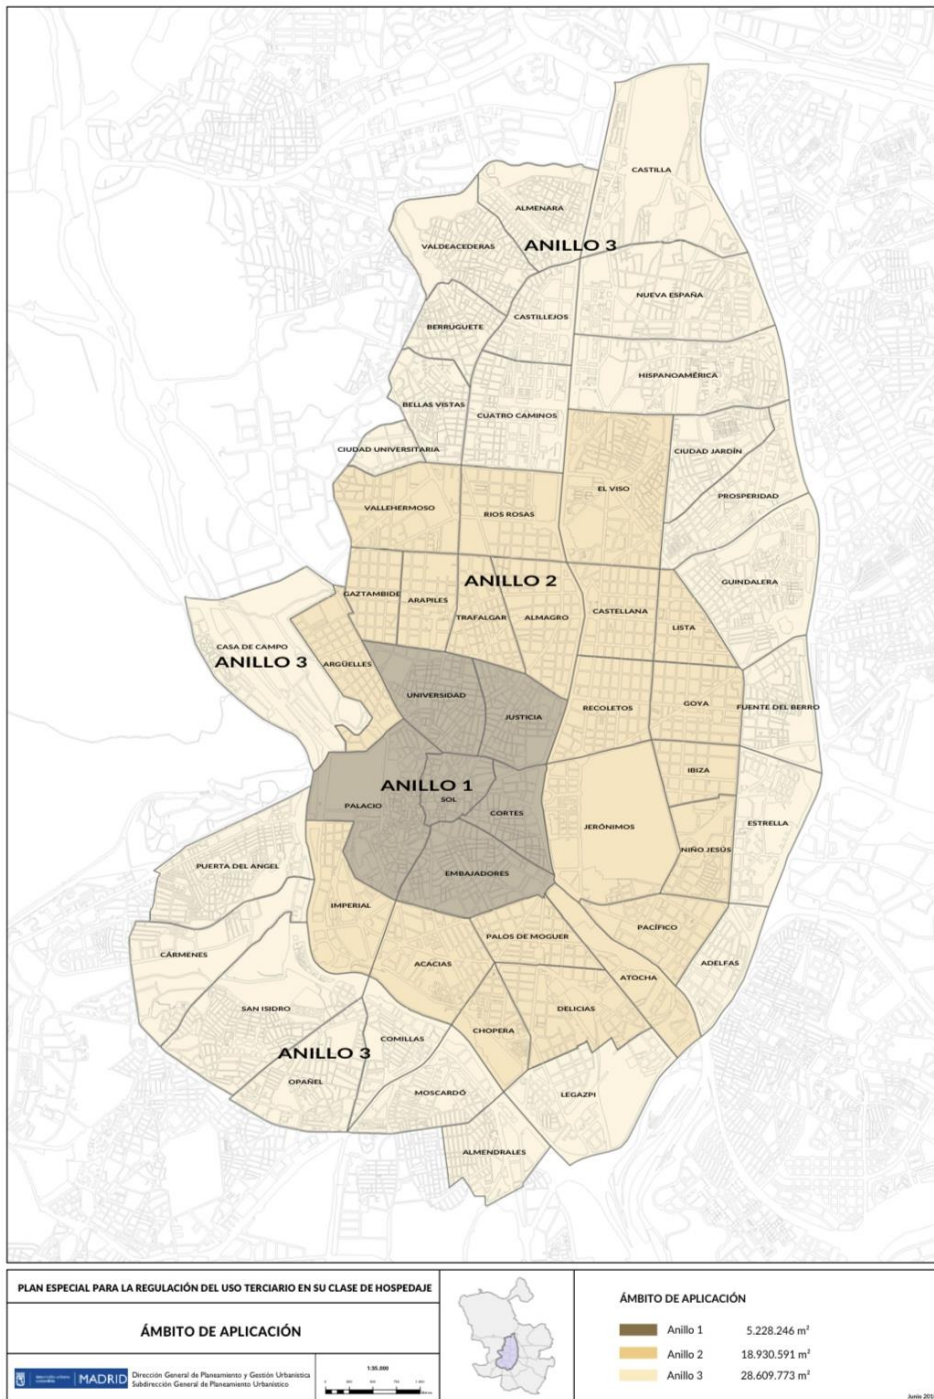 CASTILLA
ALMENARA
VALDEACEDERAS
ANILLO 3
NUEVA ESPAÑA
CASTILLEJOS
BERRUGUETE
HISPANOAMÉRICA
BELLAS VISTAS
CUATRO CAMINOS
CIUDAD UNIVERSITARIA
CIUDAD JARDÍN
EL VISO
PROSPERIDAD
VALLEHERMOSO
RIOS ROSAS
ANILLO 2
GUINDALERA
GAZTAMBIDE
ARAPILES
TRAFALGAR
ALMAGRO
CASTELLANA
LISTA
CASA DE CAMPO
ANILLO 3
ARGÜELLES
UNIVERSIDAD
JUSTICIA
RECOLETOS
GOYA
FUENTE DEL BERRO
IBIZA
ANILLO 1
PALACIO
SOL
CORTES
JERÓNIMOS
ESTRELLA
NIÑO JESÚS
PUERTA DEL ANGEL
EMBAJADORES
IMPERIAL
PACÍFICO
PALOS DE MOGUER
CÁRMENES
ACACIAS
ADELFAS
ATOCHA
SAN ISIDRO
DELICIAS
CHOPERA
COMILLAS
ANILLO 3
OPAÑEL
MOSCARDÓ
LEGAZPI
ALMENDRALES
PLAN ESPECIAL PARA LA REGULACIÓN DEL USO TERCIARIO EN SU CLASE DE HOSPEDAJE
ÁMBITO DE APLICACIÓN
MADRID
Dirección General de Planeamiento y Gestión Urbanística
Subdirección General de Planeamiento Urbanístico
1:35.000
ÁMBITO DE APLICACIÓN
Anillo 1 5.228.246 m²
Anillo 2 18.930.591 m²
Anillo 3 28.609.773 m²